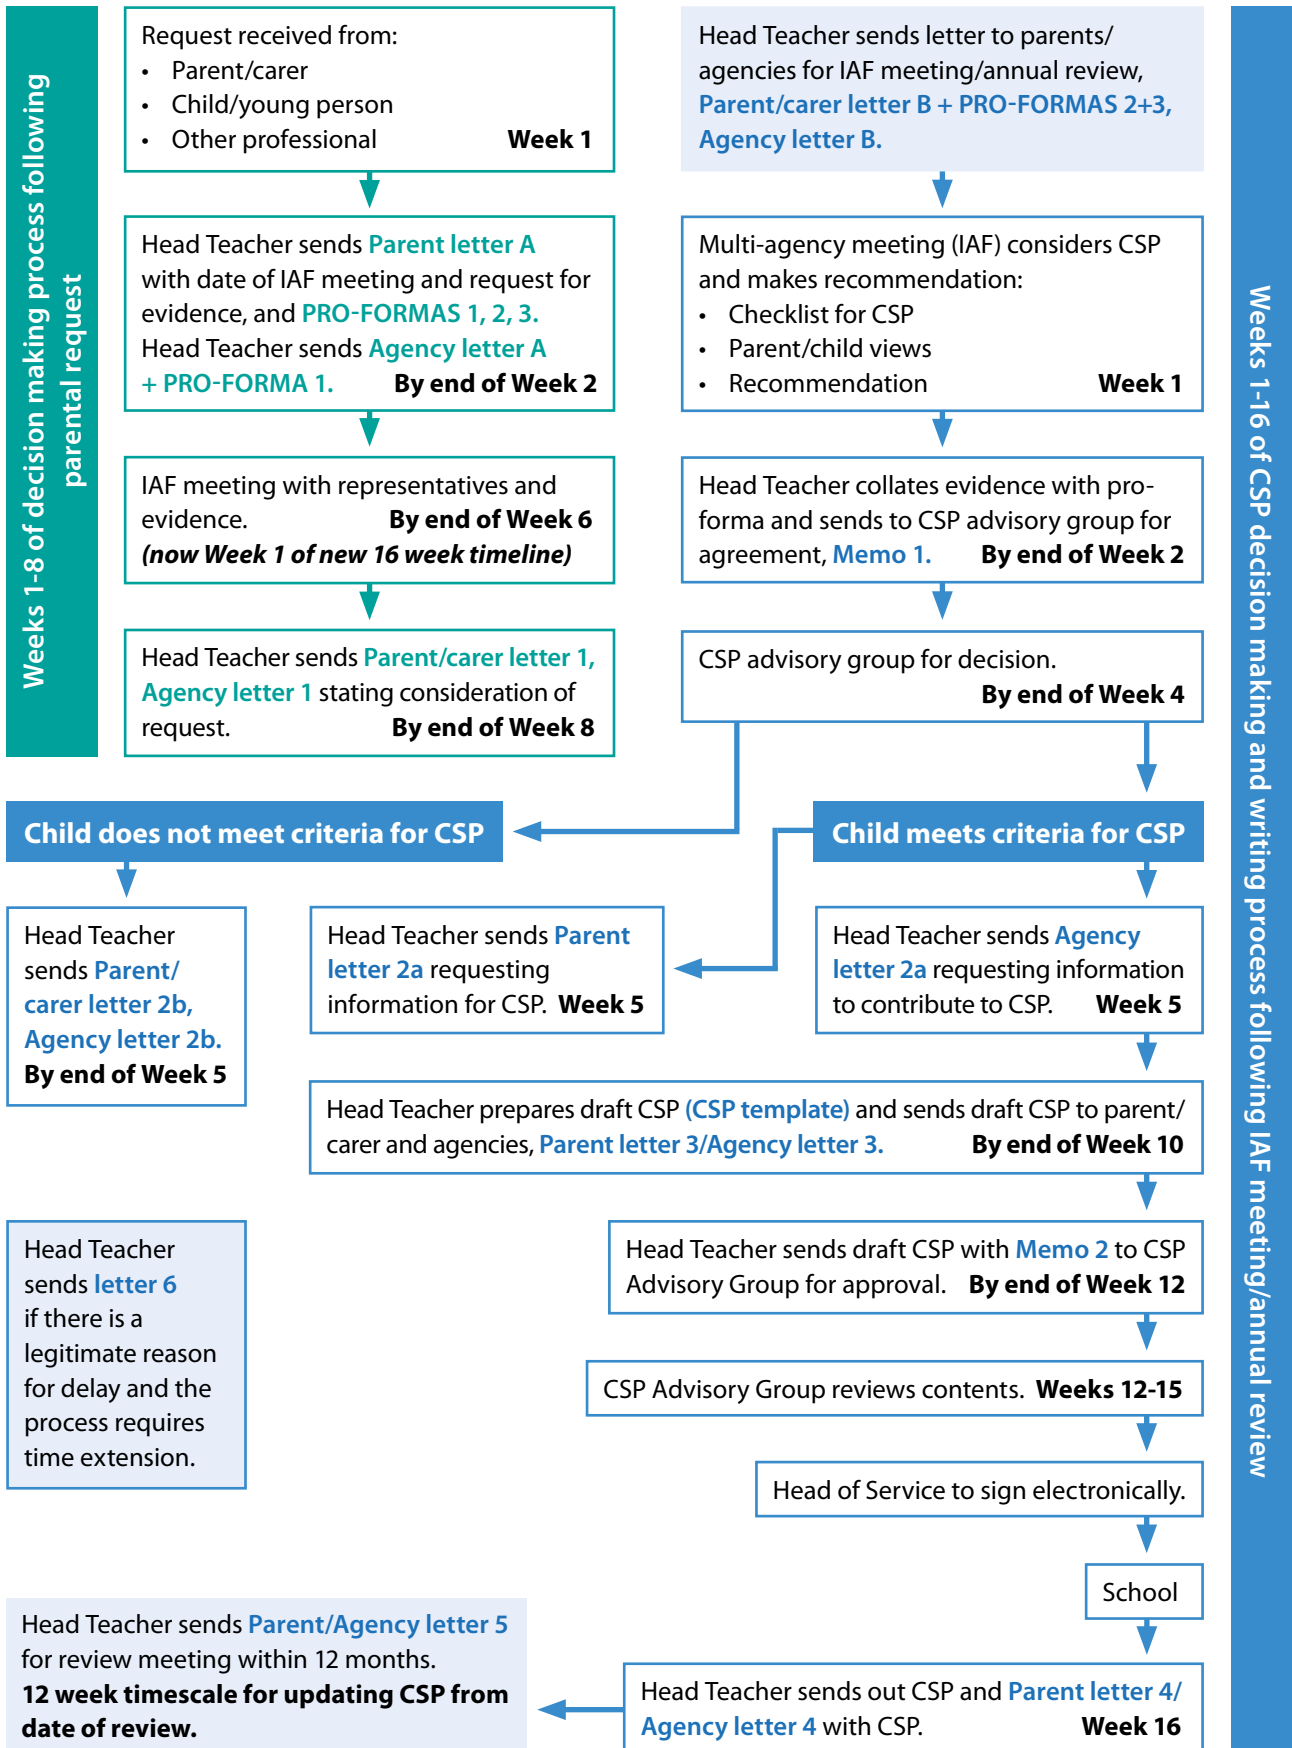 Weeks 1-8 of decision making process following
parental request
Request received from:
• Parent/carer
• Child/young person
• Other professional Week 1
Head Teacher sends Parent letter A
with date of IAF meeting and request for
evidence, and PRO-FORMAS 1, 2, 3.
Head Teacher sends Agency letter A
+ PRO-FORMA 1. By end of Week 2
IAF meeting with representatives and
evidence. By end of Week 6
(now Week 1 of new 16 week timeline)
Head Teacher sends Parent/carer letter 1,
Agency letter 1 stating consideration of
request. By end of Week 8
Head Teacher sends letter to parents/
agencies for IAF meeting/annual review,
Parent/carer letter B + PRO-FORMAS 2+3,
Agency letter B.
Multi-agency meeting (IAF) considers CSP
and makes recommendation:
• Checklist for CSP
• Parent/child views
• Recommendation Week 1
Head Teacher collates evidence with pro-
forma and sends to CSP advisory group for
agreement, Memo 1. By end of Week 2
CSP advisory group for decision.
By end of Week 4
Weeks 1-16 of CSP decision making and writing process following IAF meeting/annual review
Child does not meet criteria for CSP
Child meets criteria for CSP
Head Teacher
sends Parent/
carer letter 2b,
Agency letter 2b.
By end of Week 5
Head Teacher sends Parent
letter 2a requesting
information for CSP. Week 5
Head Teacher sends Agency
letter 2a requesting information
to contribute to CSP. Week 5
Head Teacher prepares draft CSP (CSP template) and sends draft CSP to parent/
carer and agencies, Parent letter 3/Agency letter 3. By end of Week 10
Head Teacher
sends letter 6
if there is a
legitimate reason
for delay and the
process requires
time extension.
Head Teacher sends draft CSP with Memo 2 to CSP
Advisory Group for approval. By end of Week 12
CSP Advisory Group reviews contents. Weeks 12-15
Head of Service to sign electronically.
School
Head Teacher sends out CSP and Parent letter 4/
Agency letter 4 with CSP. Week 16
Head Teacher sends Parent/Agency letter 5
for review meeting within 12 months.
12 week timescale for updating CSP from
date of review.